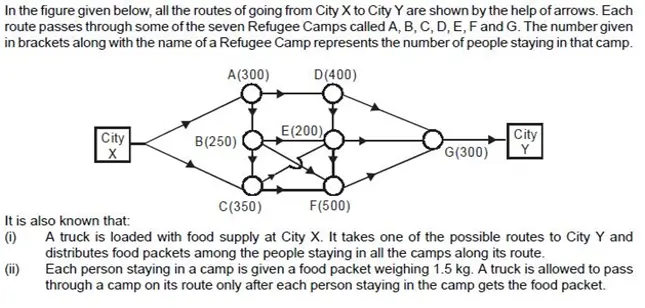 In the figure given below, all the routes of going from City X to City Y are shown by the help of arrows. Each
route passes through some of the seven Refugee Camps called A, B, C, D, E, F and G. The number given
in brackets along with the name of a Refugee Camp represents the number of people staying in that camp.
A(300) D(400)
City
X
B(250) E(200)
G(300)
City
Y
C(350) F(500)
It is also known that:
(i) A truck is loaded with food supply at City X. It takes one of the possible routes to City Y and
distributes food packets among the people staying in all the camps along its route.
(ii) Each person staying in a camp is given a food packet weighing 1.5 kg. A truck is allowed to pass
through a camp on its route only after each person staying in the camp gets the food packet.